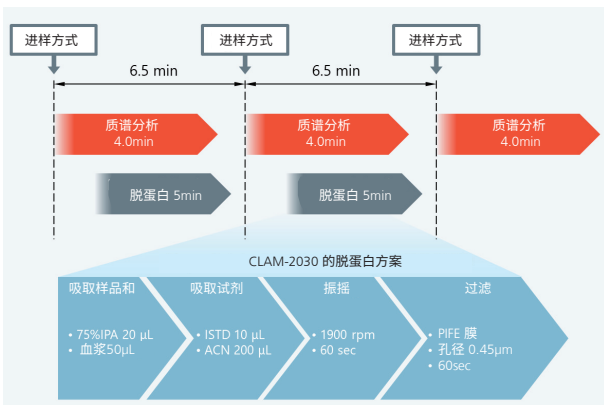 进样方式
进样方式
进样方式
6.5 min
6.5 min
质谱分析
4.0min
质谱分析
4.0min
质谱分析
4.0min
脱蛋白 5min
脱蛋白 5min
CLAM-2030 的脱蛋白方案
吸取样品和
• 75%IPA 20 μL
• 血浆50μL
吸取试剂
• ISTD 10 μL
• ACN 200 μL
振摇
• 1900 rpm
• 60 sec
过滤
• PIFE 膜
• 孔径 0.45μm
• 60sec